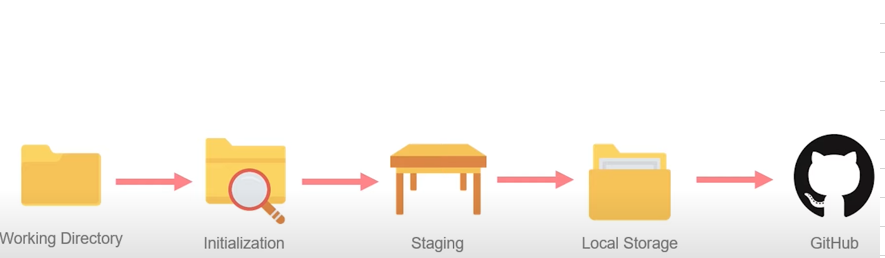 Working Directory
Initialization
Staging
Local Storage
GitHub